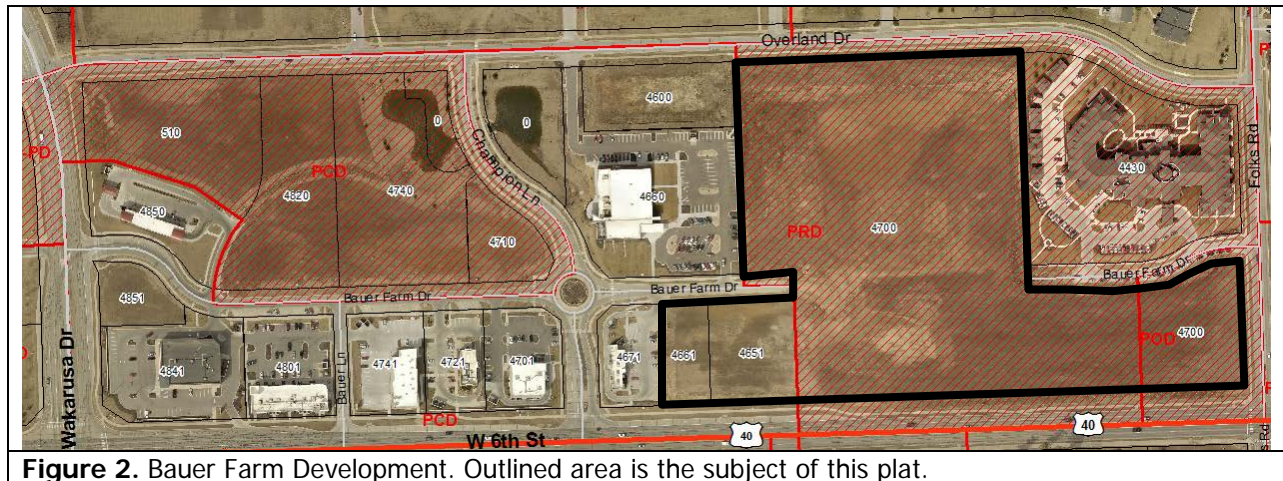 Overland Dr
510
0
Champion Ln
0
4600
-PD
PCD
4820
4740
4850
4710
4660
PRD
4700
4430
Folks Rd
Bauer Farm Dr
Bauer Farm Dr
Bauer Farm Dr
4851
Wakarusa Dr
4841
4801
Bauer Ln
4741
4721
4701
4671
4661
4651
POD
4700
PCD
W 6th St
40
40
Figure 2. Bauer Farm Development. Outlined area is the subject of this plat.